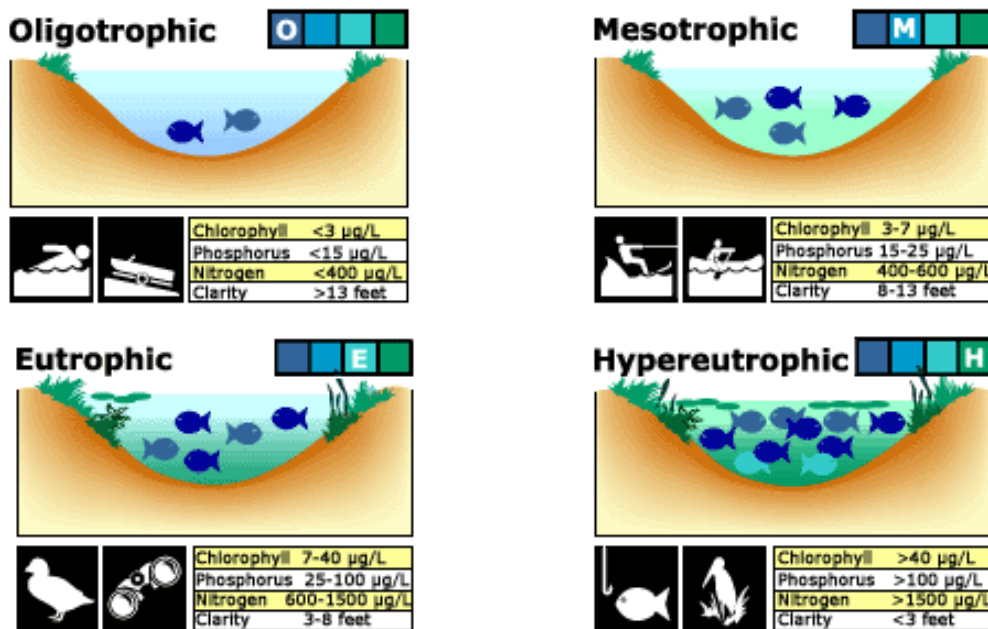 Oligotrophic O
Chlorophyll <3 µg/L
Phosphorus <15 µg/L
Nitrogen <400 µg/L
Clarity >13 feet
Mesotrophic M
Chlorophyll 3-7 µg/L
Phosphorus 15-25 µg/L
Nitrogen 400-600 µg/L
Clarity 8-13 feet
Eutrophic E
Chlorophyll 7-40 µg/L
Phosphorus 25-100 µg/L
Nitrogen 600-1500 µg/L
Clarity 3-8 feet
Hypereutrophic H
Chlorophyll >40 µg/L
Phosphorus >100 µg/L
Nitrogen >1500 µg/L
Clarity <3 feet